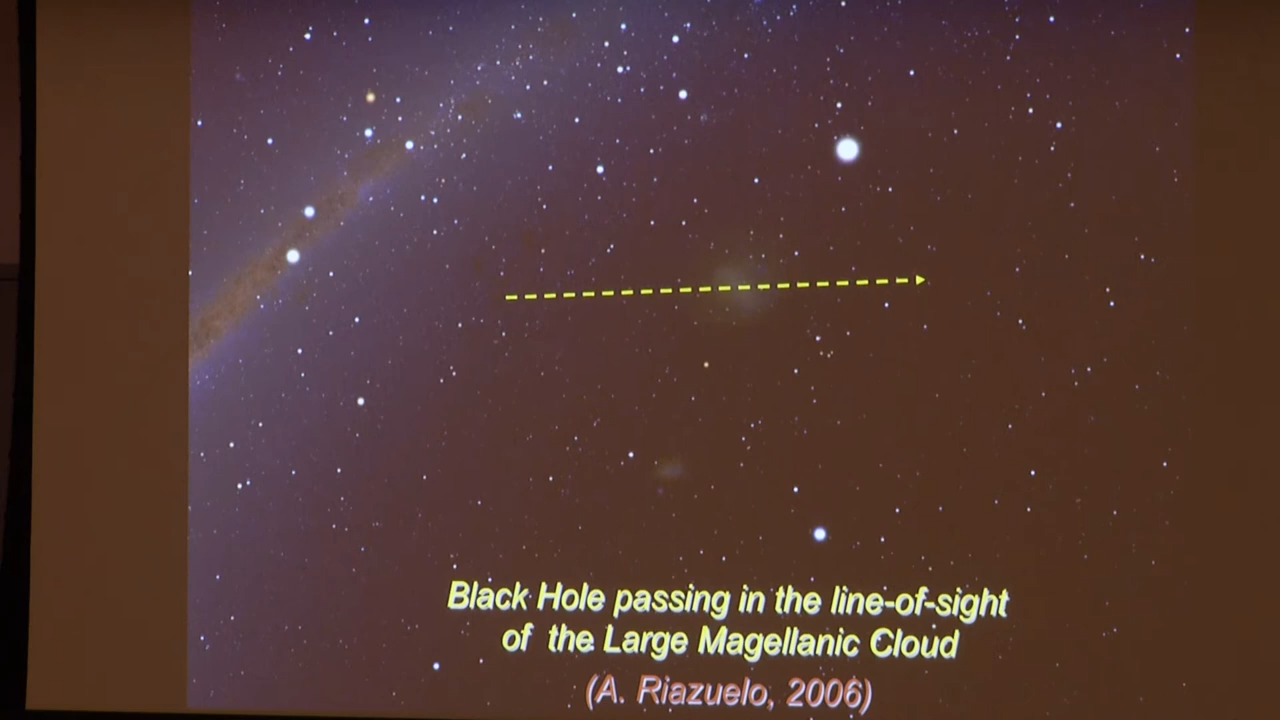 Black Hole passing in the line-of-sight
of the Large Magellanic Cloud
(A. Riazuelo, 2006)